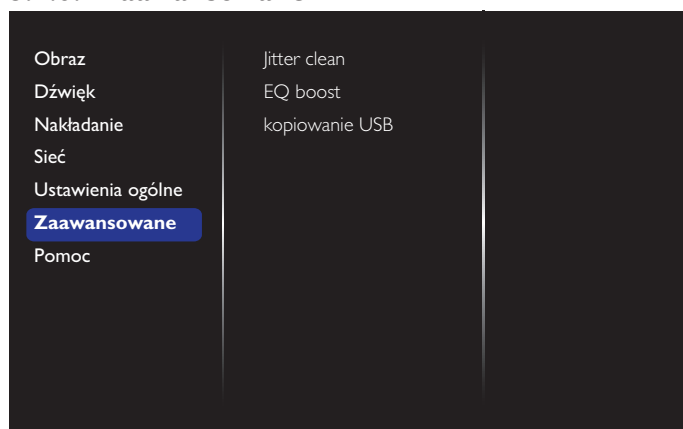 Obraz
Dźwięk
Nakładanie
Sieć
Ustawienia ogólne
Zaawansowane
Pomoc
Jitter clean
EQ boost
kopiowanie USB